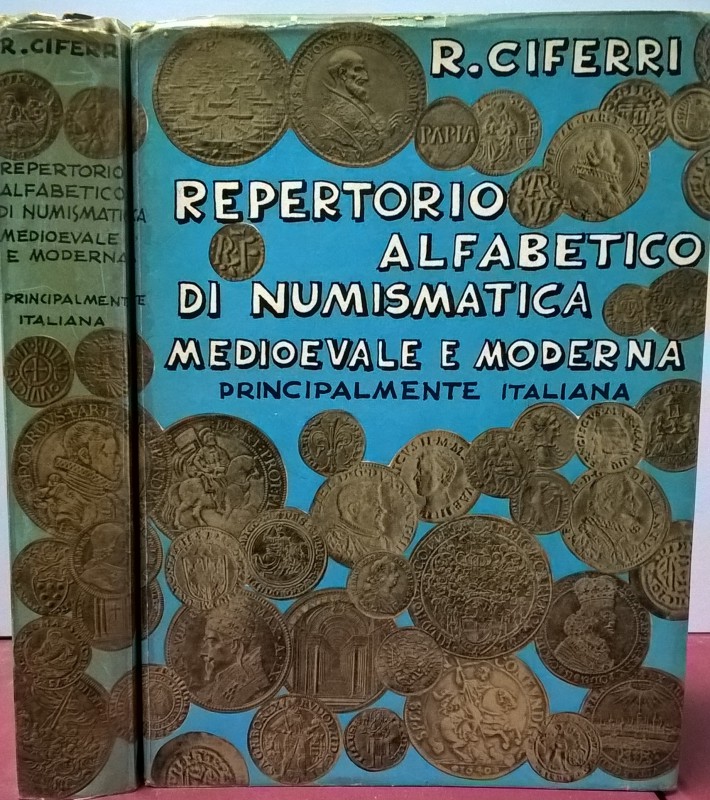 R. CIFERRI
REPERTORIO
ALFABETICO
DI NUMISMATICA
MEDIOEVALE
E MODERNA
PRINCIPALMENTE
ITALIANA
R. CIFERRI
PAPIA
REPERTORIO
ALFABETICO
DI NUMISMATICA
MEDIOEVALE E MODERNA
PRINCIPALMENTE ITALIANA